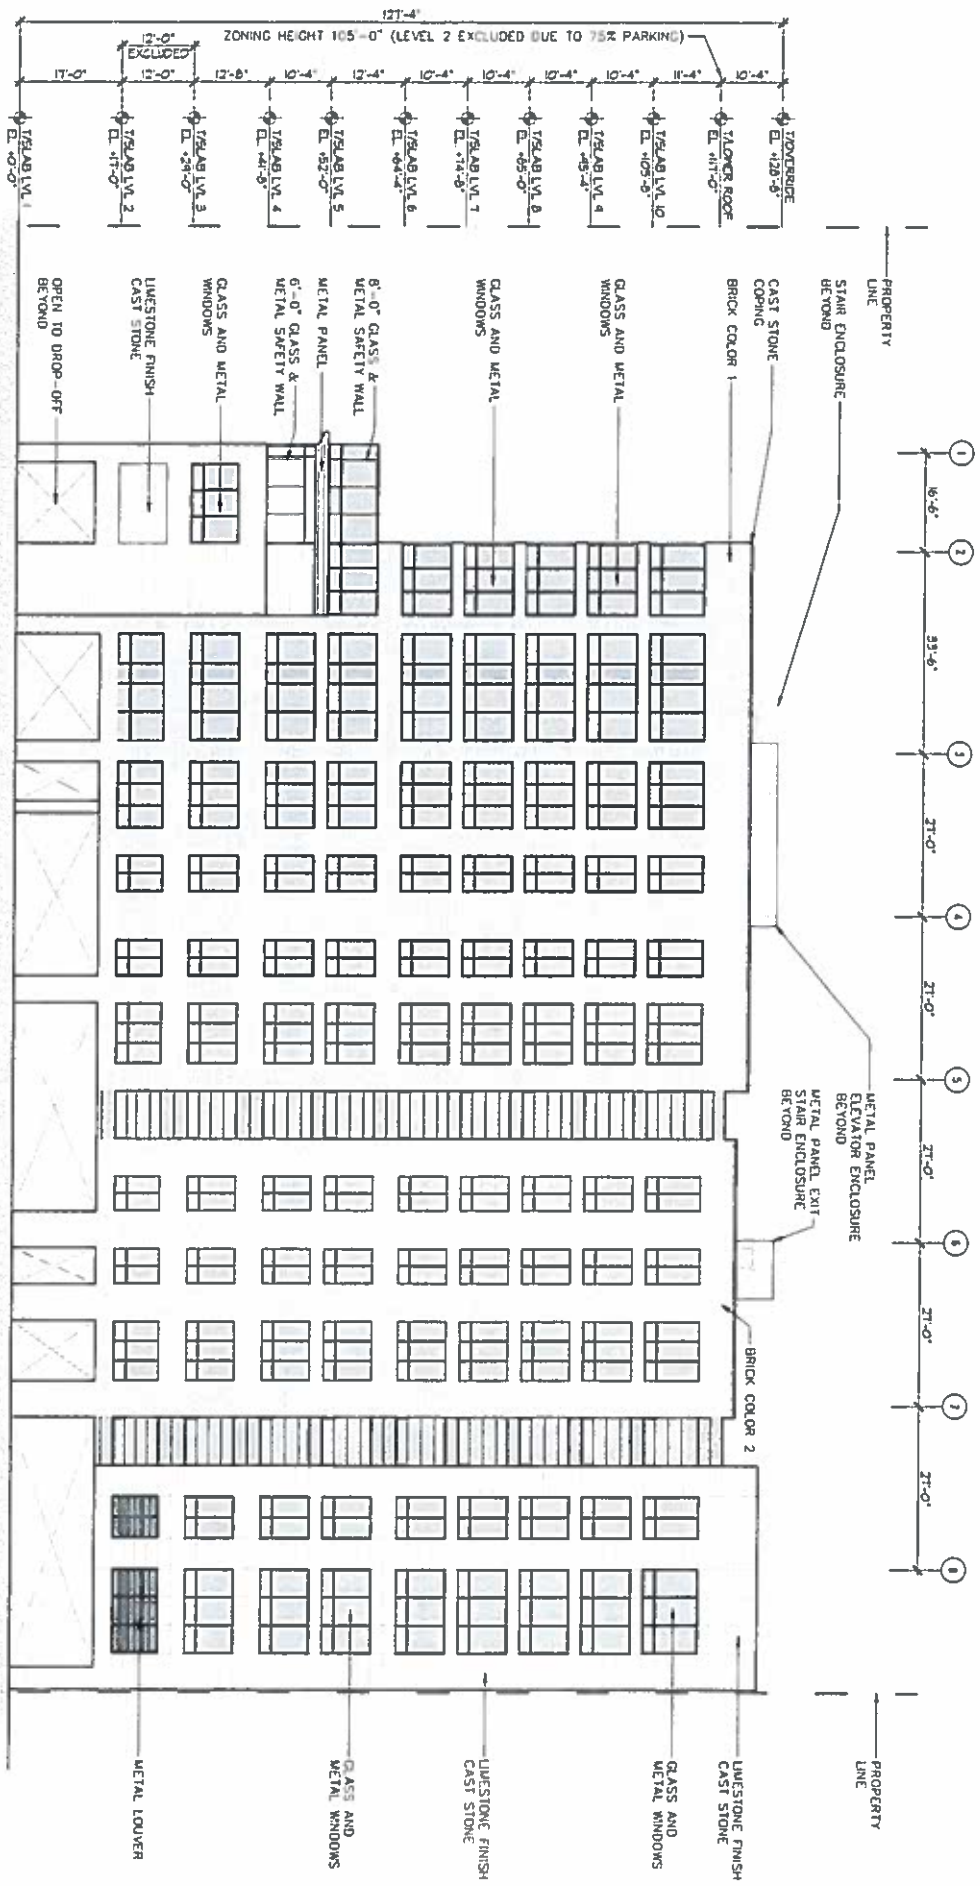 127'-4"
ZONING HEIGHT 105'-0" (LEVEL 2 EXCLUDED DUE TO 75% PARKING)
12'-0"
EXCLUDED
17'-0"
12'-0"
12'-8"
10'-4"
12'-4"
10'-4"
10'-4"
10'-4"
10'-4"
11'-4"
10'-4"
T/OVERRIDE
EL +128'-8"
T/LOWER ROOF
EL +117'-0"
T/SLAB LVL 10
EL +105'-8"
T/SLAB LVL 9
EL +95'-4"
T/SLAB LVL 8
EL +85'-0"
T/SLAB LVL 7
EL +74'-8"
T/SLAB LVL 6
EL +64'-4"
T/SLAB LVL 5
EL +52'-0"
T/SLAB LVL 4
EL +41'-8"
T/SLAB LVL 3
EL +29'-0"
T/SLAB LVL 2
EL +17'-0"
T/SLAB LVL 1
EL +0'-0"
PROPERTY
LINE
STAIR ENCLOSURE
BEYOND
CAST STONE
COPING
BRICK COLOR 1
GLASS AND METAL
WINDOWS
GLASS AND METAL
WINDOWS
8'-0" GLASS &
METAL SAFETY WALL
METAL PANEL
6'-0" GLASS &
METAL SAFETY WALL
GLASS AND METAL
WINDOWS
LIMESTONE FINISH
CAST STONE
OPEN TO DROP-OFF
BEYOND
1
16'-6"
2
33'-6"
3
27'-0"
4
27'-0"
5
27'-0"
6
27'-0"
7
27'-0"
8
METAL PANEL
ELEVATOR ENCLOSURE
BEYOND
METAL PANEL EXIT
STAIR ENCLOSURE
BEYOND
BRICK COLOR 2
PROPERTY
LINE
LIMESTONE FINISH
CAST STONE
GLASS AND
METAL WINDOWS
LIMESTONE FINISH
CAST STONE
GLASS AND
METAL WINDOWS
METAL LOUVER